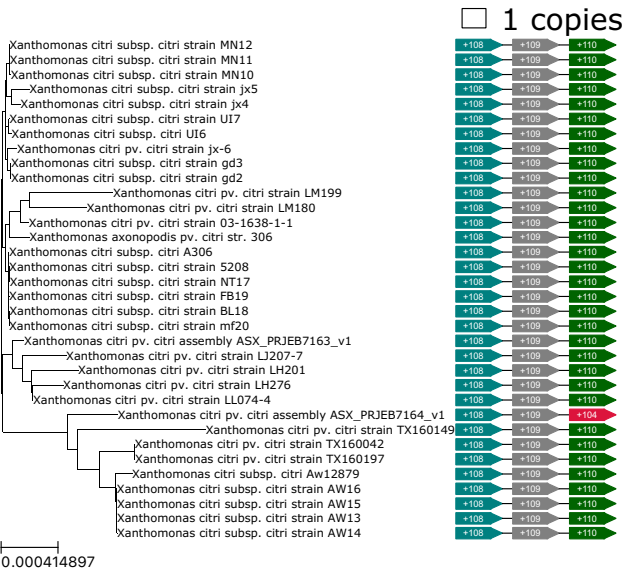 1 copies
Xanthomonas citri subsp. citri strain MN12 +108 +109 +110
Xanthomonas citri subsp. citri strain MN11 +108 +109 +110
Xanthomonas citri subsp. citri strain MN10 +108 +109 +110
Xanthomonas citri subsp. citri strain jx5 +108 +109 +110
Xanthomonas citri subsp. citri strain jx4 +108 +109 +110
Xanthomonas citri subsp. citri strain UI7 +108 +109 +110
Xanthomonas citri subsp. citri UI6 +108 +109 +110
Xanthomonas citri pv. citri strain jx-6 +108 +109 +110
Xanthomonas citri subsp. citri strain gd3 +108 +109 +110
Xanthomonas citri subsp. citri strain gd2 +108 +109 +110
Xanthomonas citri pv. citri strain LM199 +108 +109 +110
Xanthomonas citri pv. citri strain LM180 +108 +109 +110
Xanthomonas citri pv. citri strain 03-1638-1-1 +108 +109 +110
Xanthomonas axonopodis pv. citri str. 306 +108 +109 +110
Xanthomonas citri subsp. citri A306 +108 +109 +110
Xanthomonas citri subsp. citri strain 5208 +108 +109 +110
Xanthomonas citri subsp. citri strain NT17 +108 +109 +110
Xanthomonas citri subsp. citri strain FB19 +108 +109 +110
Xanthomonas citri subsp. citri strain BL18 +108 +109 +110
Xanthomonas citri subsp. citri strain mf20 +108 +109 +110
Xanthomonas citri pv. citri assembly ASX_PRJEB7163_v1 +108 +109 +110
Xanthomonas citri pv. citri strain LJ207-7 +108 +109 +110
Xanthomonas citri pv. citri strain LH201 +108 +109 +110
Xanthomonas citri pv. citri strain LH276 +108 +109 +110
Xanthomonas citri pv. citri strain LL074-4 +108 +109 +110
Xanthomonas citri pv. citri assembly ASX_PRJEB7164_v1 +108 +109 +104
Xanthomonas citri pv. citri strain TX160149 +108 +109 +110
Xanthomonas citri pv. citri strain TX160042 +108 +109 +110
Xanthomonas citri pv. citri strain TX160197 +108 +109 +110
Xanthomonas citri subsp. citri Aw12879 +108 +109 +110
Xanthomonas citri subsp. citri strain AW16 +108 +109 +110
Xanthomonas citri subsp. citri strain AW15 +108 +109 +110
Xanthomonas citri subsp. citri strain AW13 +108 +109 +110
Xanthomonas citri subsp. citri strain AW14 +108 +109 +110
0.000414897